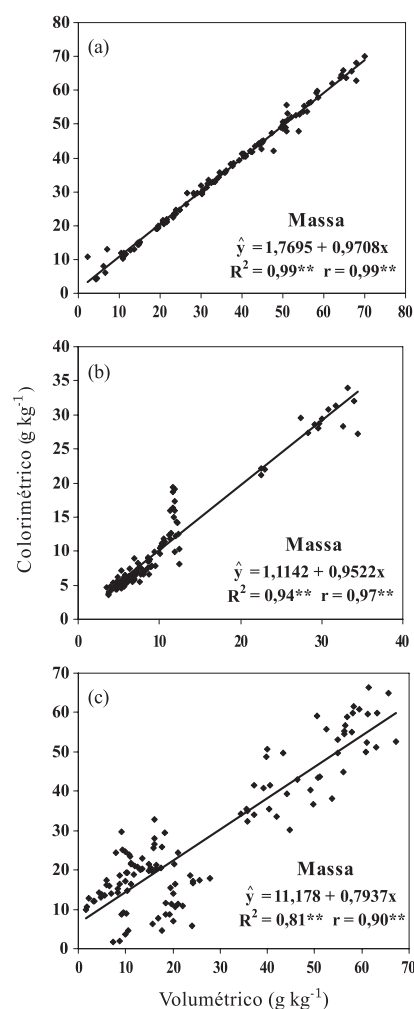 80
(a)
70
60
50
40
30
20
10
0
Massa
ŷ = 1,7695 + 0,9708x
R² = 0,99** r = 0,99**
0 10 20 30 40 50 60 70 80
40
(b)
35
30
25
20
15
10
5
0
Massa
ŷ = 1,1142 + 0,9522x
R² = 0,94** r = 0,97**
0 10 20 30 40
Colorimétrico (g kg⁻¹)
70
(c)
60
50
40
30
20
10
0
Massa
ŷ = 11,178 + 0,7937x
R² = 0,81** r = 0,90**
0 10 20 30 40 50 60 70
Volumétrico (g kg⁻¹)